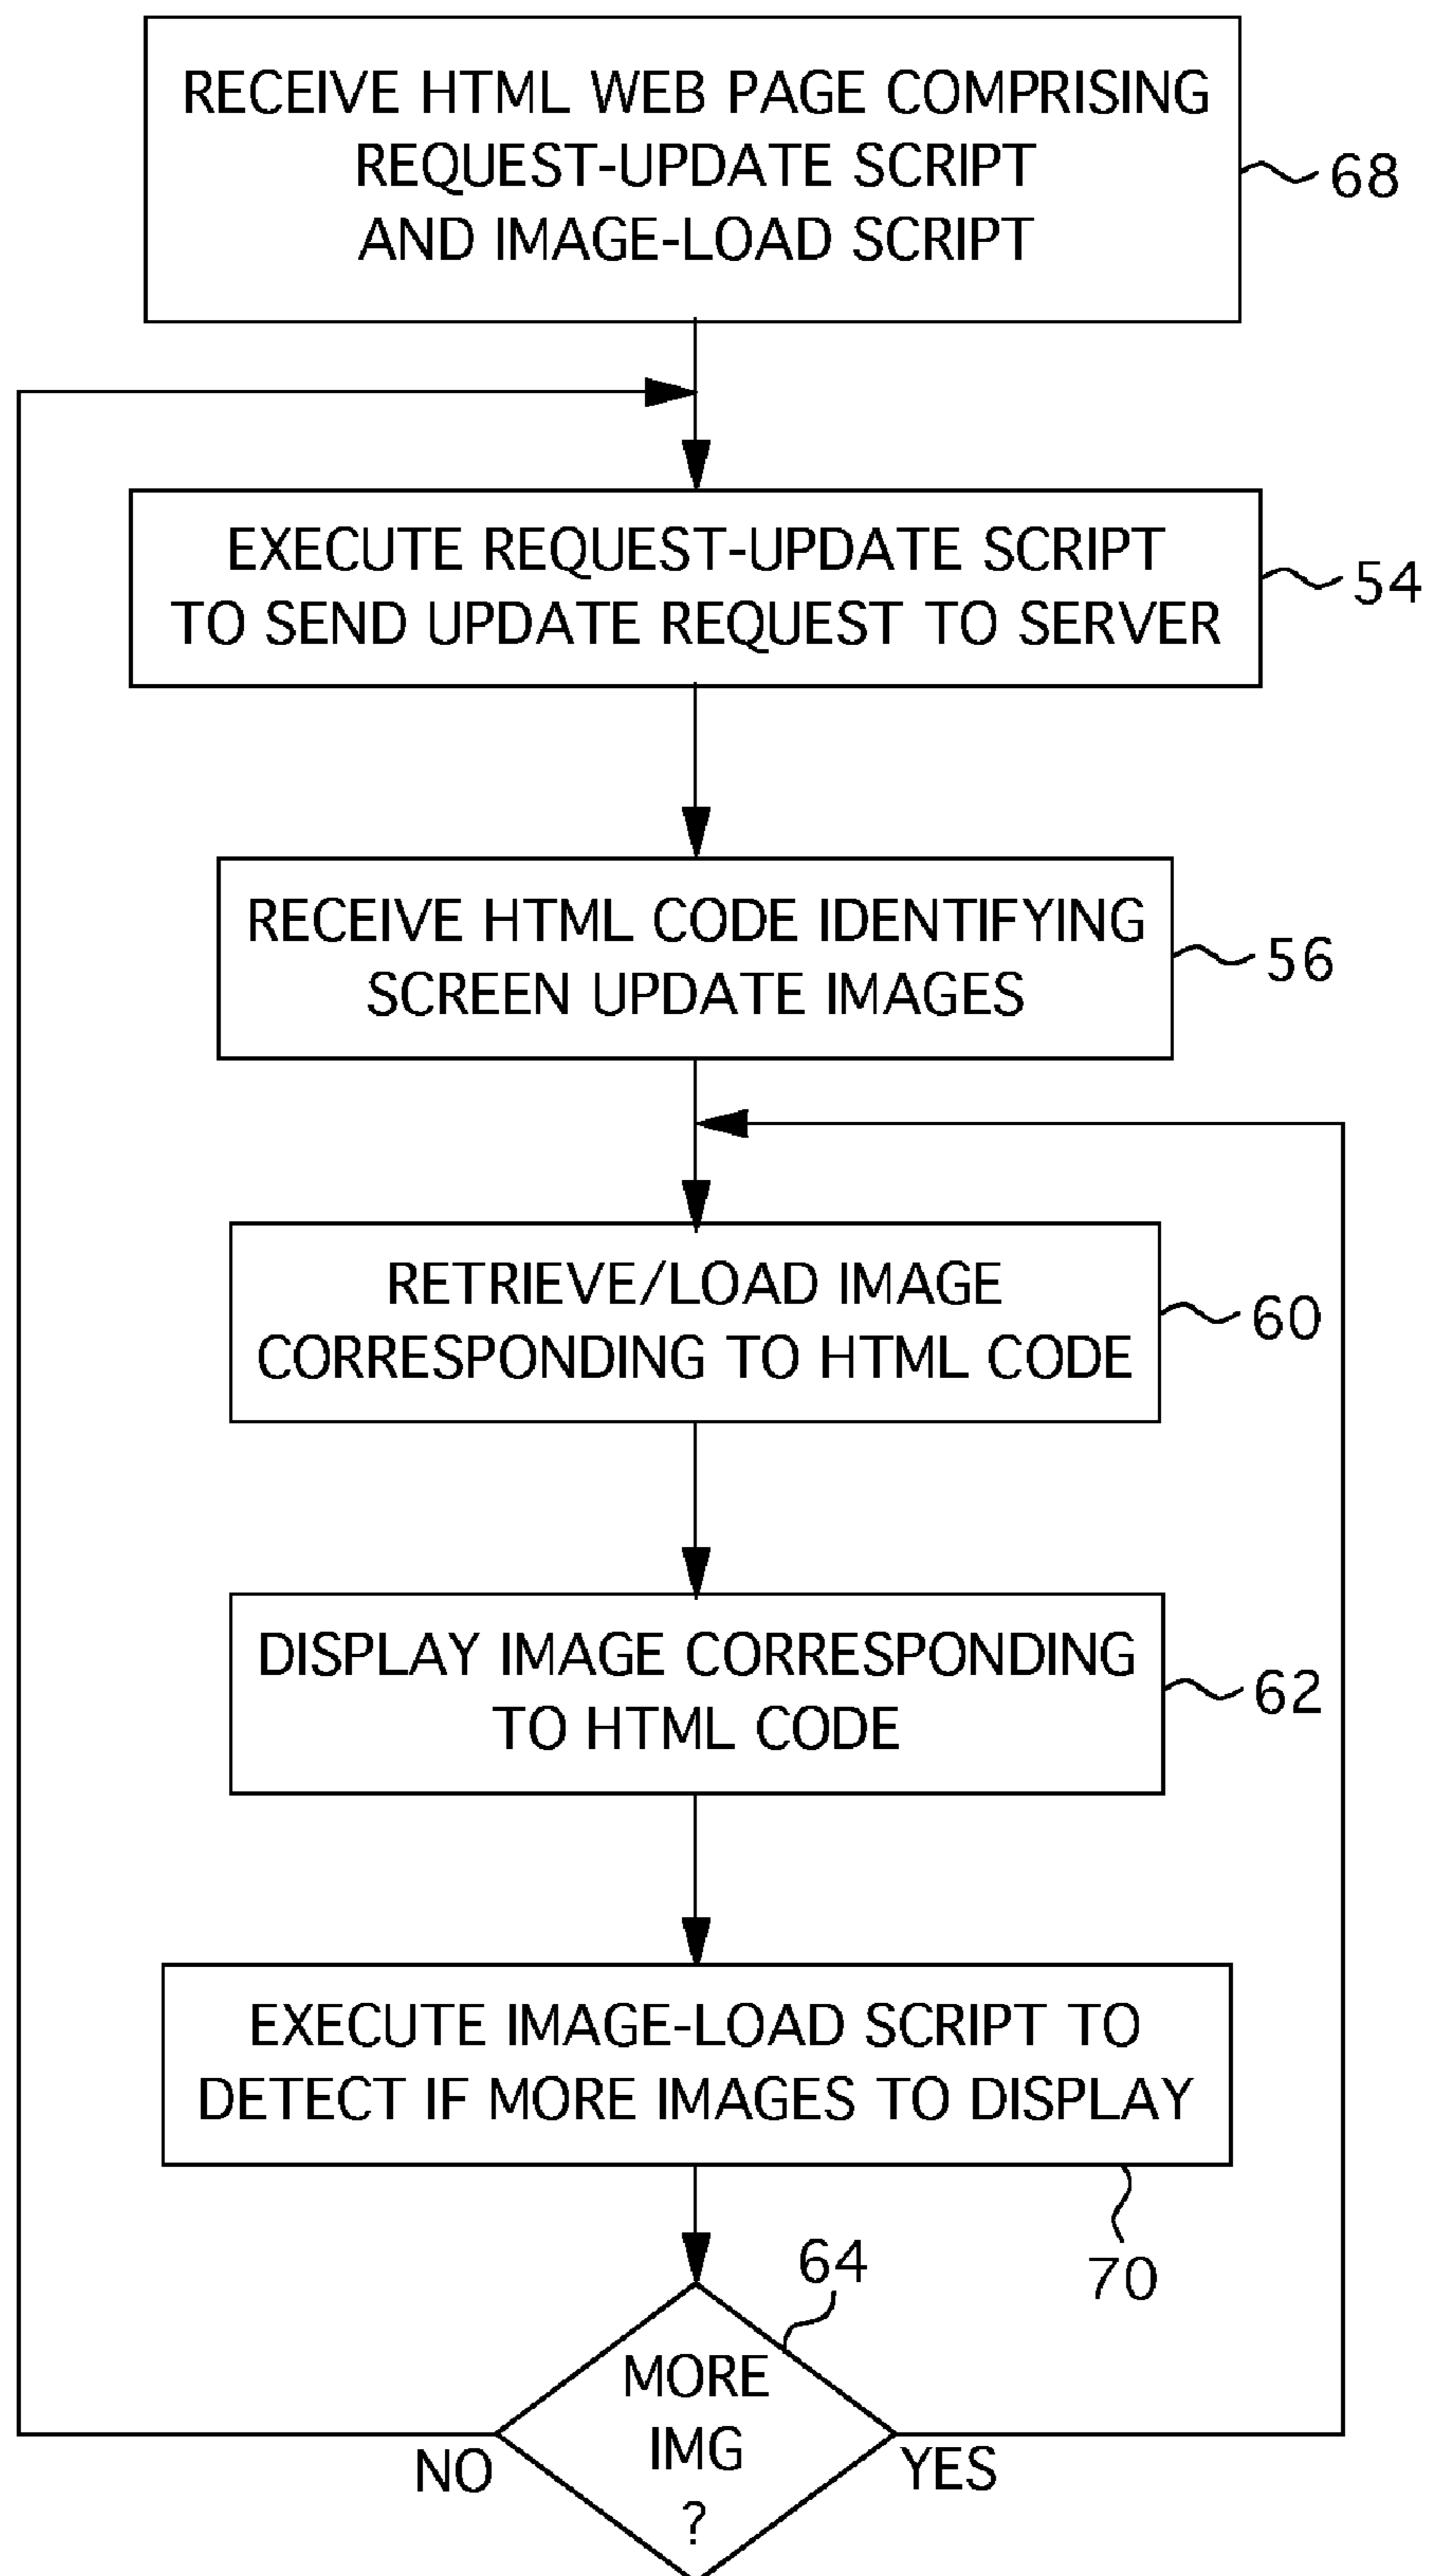 RECEIVE HTML WEB PAGE COMPRISING
REQUEST-UPDATE SCRIPT
AND IMAGE-LOAD SCRIPT
68
EXECUTE REQUEST-UPDATE SCRIPT
TO SEND UPDATE REQUEST TO SERVER
54
RECEIVE HTML CODE IDENTIFYING
SCREEN UPDATE IMAGES
56
RETRIEVE/LOAD IMAGE
CORRESPONDING TO HTML CODE
60
DISPLAY IMAGE CORRESPONDING
TO HTML CODE
62
EXECUTE IMAGE-LOAD SCRIPT TO
DETECT IF MORE IMAGES TO DISPLAY
70
64
MORE
IMG
?
NO
YES